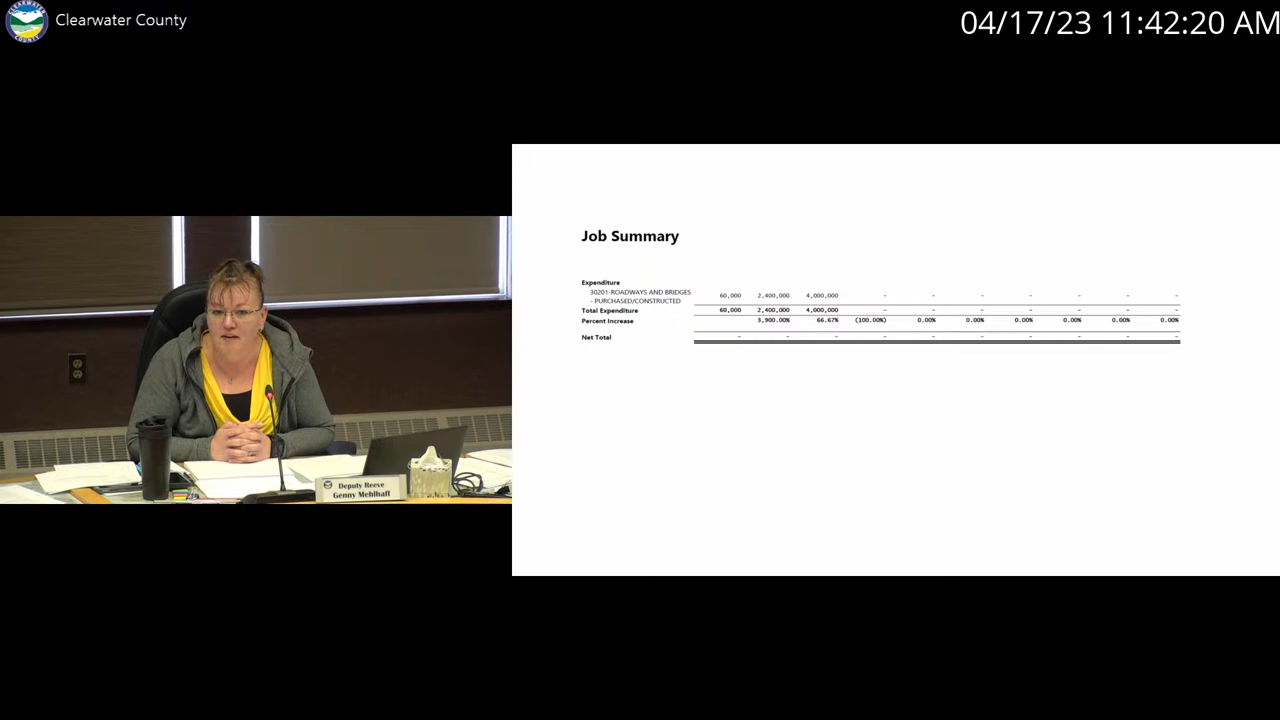 Clearwater County
04/17/23 11:42:20 AM
Job Summary
Expenditure
30201-ROADWAYS AND BRIDGES
- PURCHASED/CONSTRUCTED 60,000 2,400,000 4,000,000 - - - - - - -
Total Expenditure 60,000 2,400,000 4,000,000 - - - - - - -
Percent Increase 3,900.00% 66.67% (100.00%) 0.00% 0.00% 0.00% 0.00% 0.00% 0.00%
Net Total - - - - - - - - - -
Deputy Reeve
Genny Mehlhaff